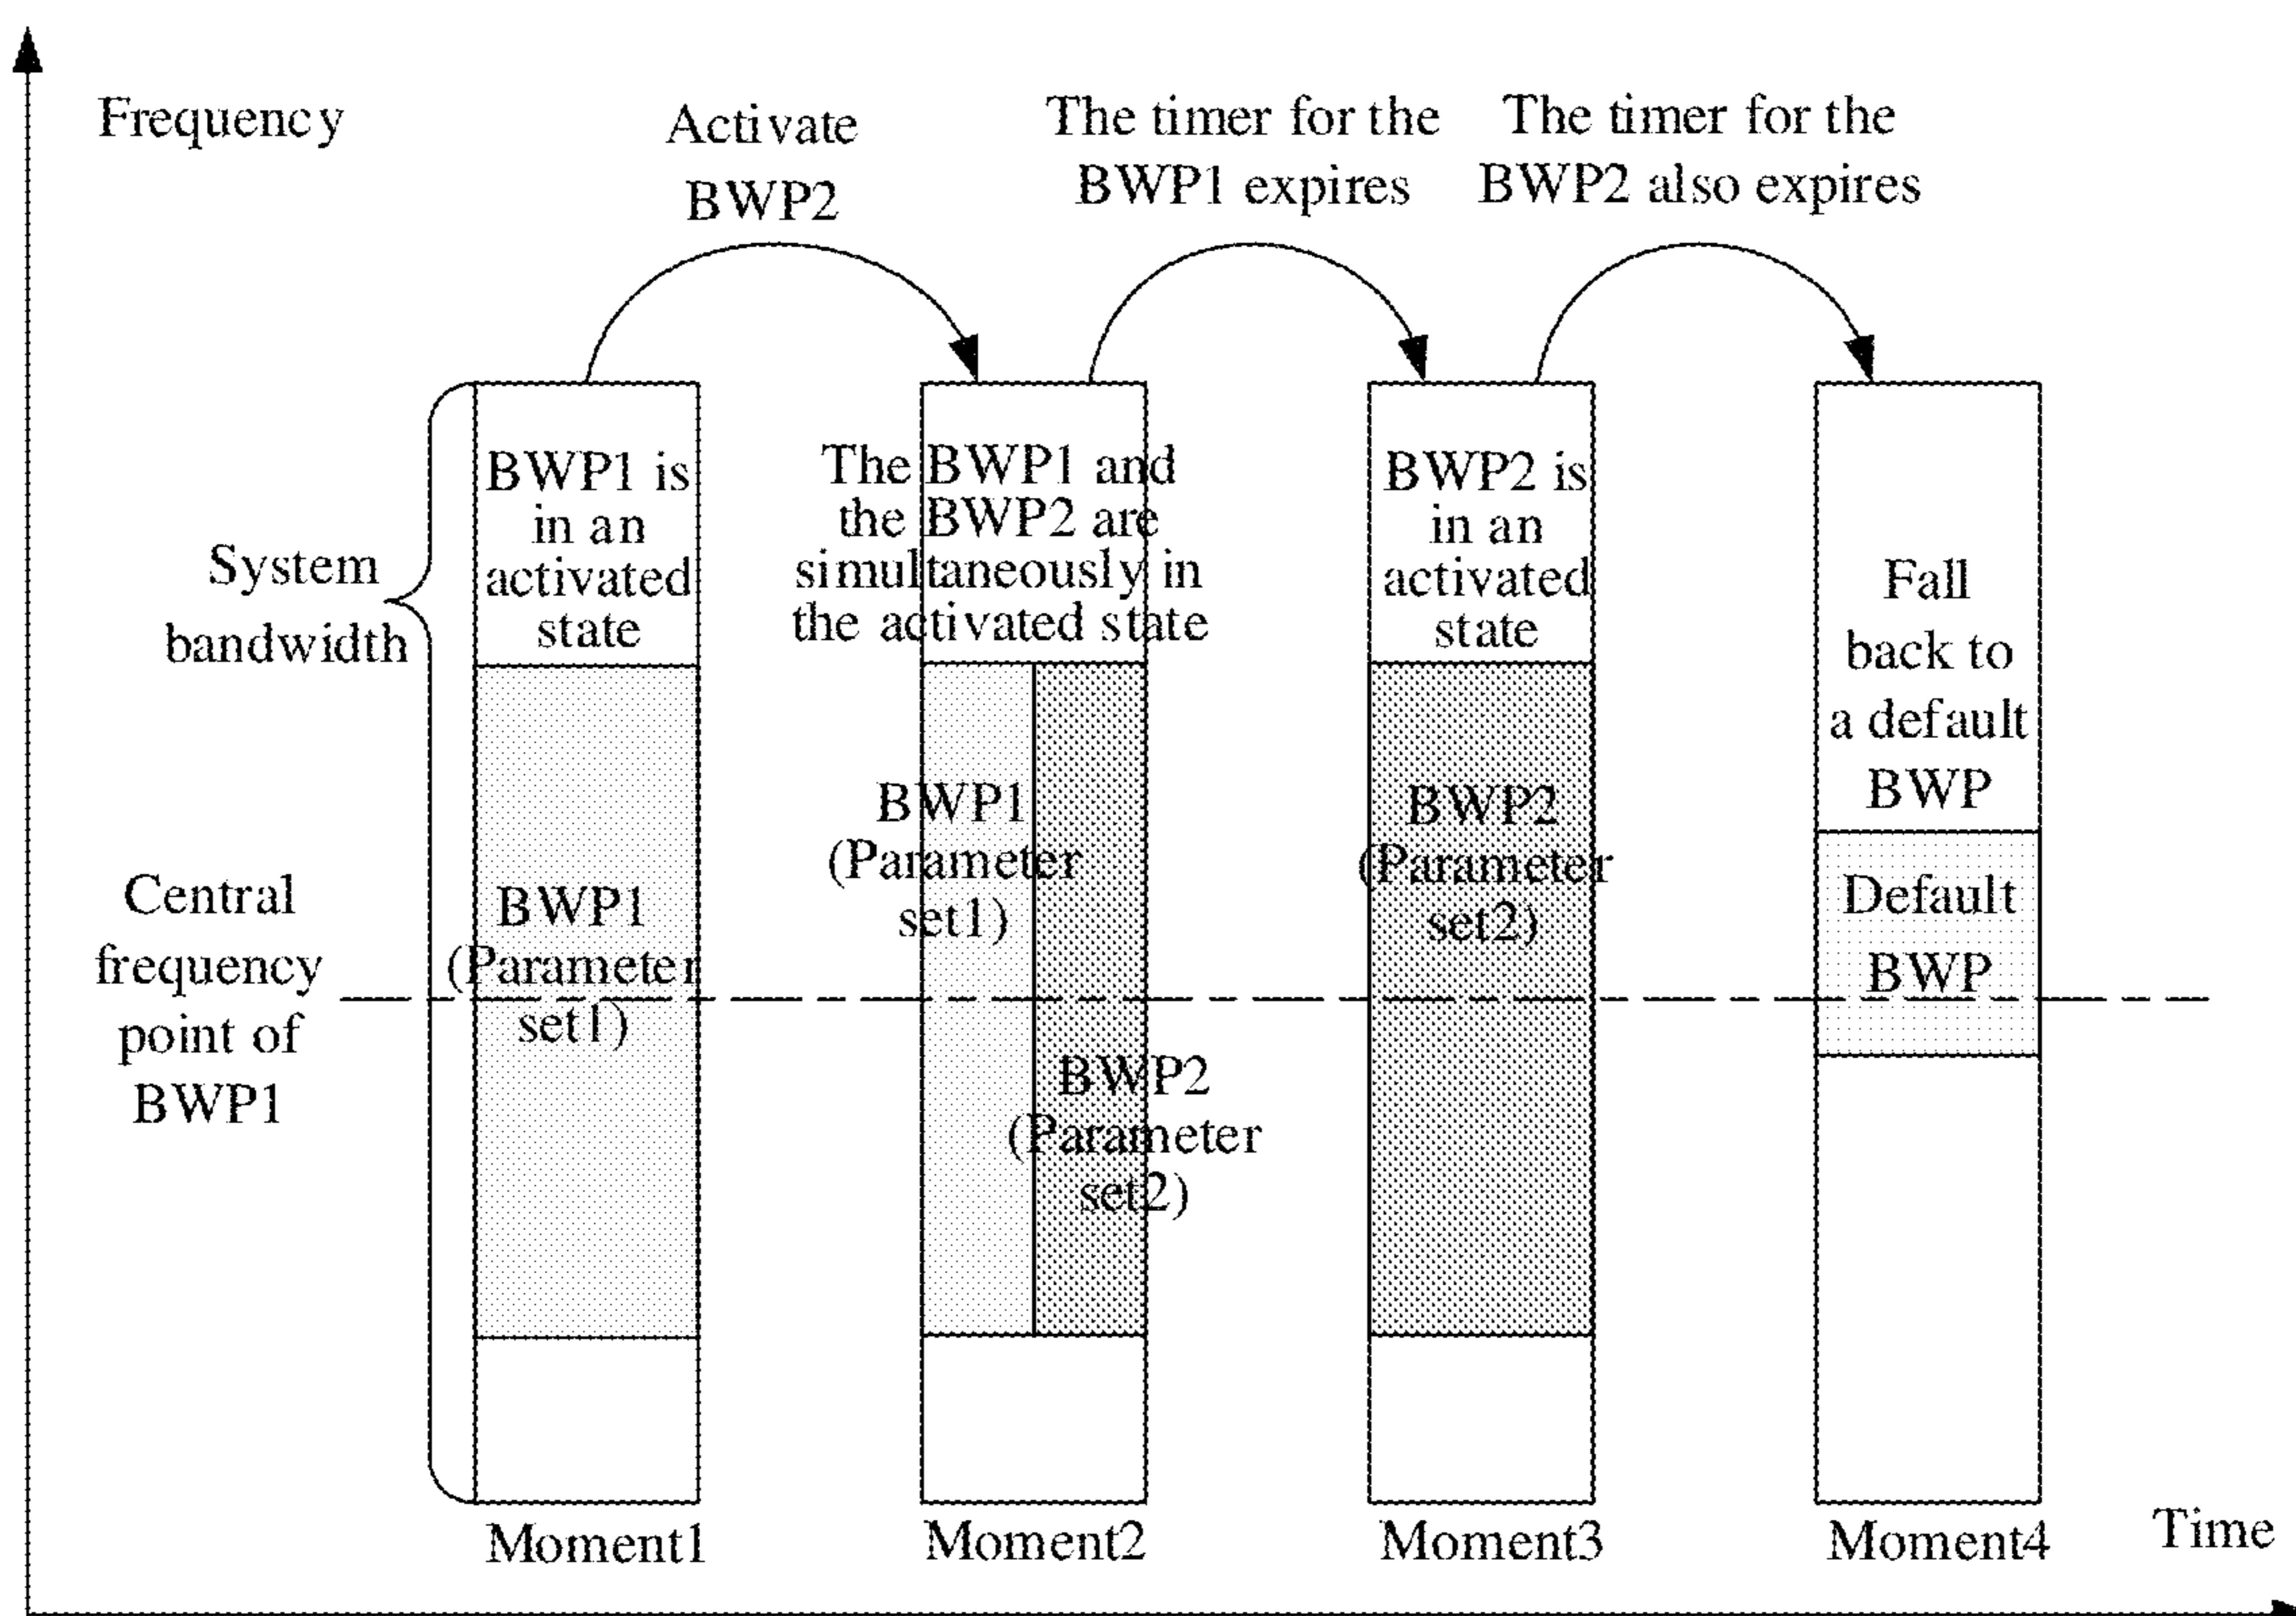 Frequency
Activate
BWP2
The timer for the
BWP1 expires
The timer for the
BWP2 also expires
System
bandwidth
BWP1 is
in an
activated
state
The BWP1 and
the BWP2 are
simultaneously in
the activated state
BWP2 is
in an
activated
state
Fall
back to
a default
BWP
Central
frequency
point of
BWP1
BWP1
(Parameter
set1)
BWP1
(Parameter
set1)
BWP2
(Parameter
set2)
BWP2
(Parameter
set2)
Default
BWP
Moment1
Moment2
Moment3
Moment4
Time